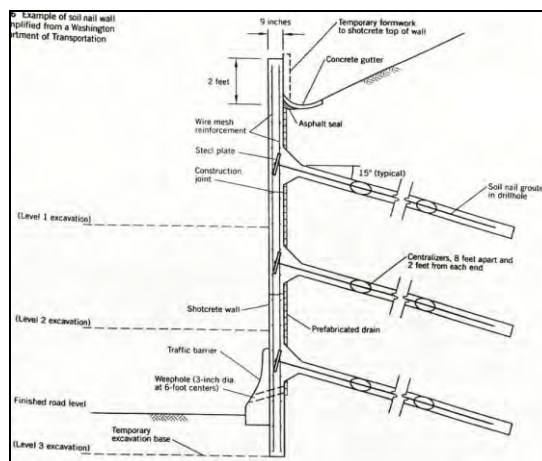 6 Example of soil nail wall
mplified from a Washington
rtment of Transportation
9 inches
Temporary formwork
to shotcrete top of wall
Concrete gutter
2 feet
Asphalt seal
Wire mesh
reinforcement
Steel plate
15° (typical)
Construction
joint
Soil nail groute
in drillhole
(Level 1 excavation)
Centralizers, 8 feet apart and
2 feet from each end
Shotcrete wall
(Level 2 excavation)
Prefabricated drain
Traffic barrier
Weephole (3-inch dia.
at 6-foot centers)
Finished road level
Temporary
excavation base
(Level 3 excavation)